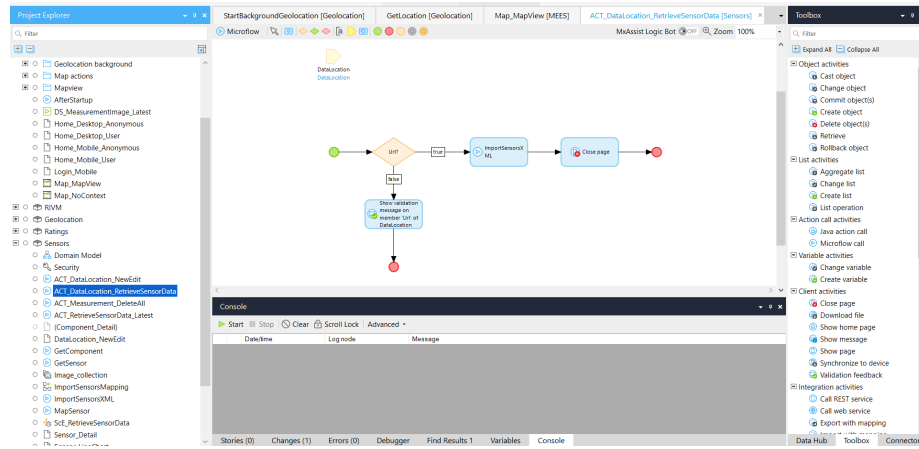 Project Explorer
StartBackgroundGeolocation [Geolocation]
GetLocation [Geolocation]
Map_MapView [MEES]
ACT_DataLocation_RetrieveSensorData [Sensors]
Toolbox
Filter
Microflow
MxAssist Logic Bot
OFF
Zoom 100%
Filter
Expand All
Collapse All
Geolocation background
Map actions
Mapview
AfterStartup
DS_MeasurementImage_Latest
Home_Desktop_Anonymous
Home_Desktop_User
Home_Mobile_Anonymous
Home_Mobile_User
Login_Mobile
Map_MapView
Map_NoContext
RIVM
Geolocation
Ratings
Sensors
Domain Model
Security
ACT_DataLocation_NewEdit
ACT_DataLocation_RetrieveSensorData
ACT_Measurement_DeleteAll
ACT_RetrieveSensorData_Latest
(Component_Detail)
DataLocation_NewEdit
GetComponent
GetSensor
Image_collection
ImportSensorsMapping
ImportSensorsXML
MapSensor
ScE_RetrieveSensorData
Sensor_Detail
DataLocation
DataLocation
Url?
true
ImportSensorsX
ML
Close page
false
Show validation
message on
member 'Url' of
DataLocation
Console
Start
Stop
Clear
Scroll Lock
Advanced
Date/time
Log node
Message
Stories (0)
Changes (1)
Errors (0)
Debugger
Find Results 1
Variables
Console
Object activities
Cast object
Change object
Commit object(s)
Create object
Delete object(s)
Retrieve
Rollback object
List activities
Aggregate list
Change list
Create list
List operation
Action call activities
Java action call
Microflow call
Variable activities
Change variable
Create variable
Client activities
Close page
Download file
Show home page
Show message
Show page
Synchronize to device
Validation feedback
Integration activities
Call REST service
Call web service
Export with mapping
Data Hub
Toolbox
Connector